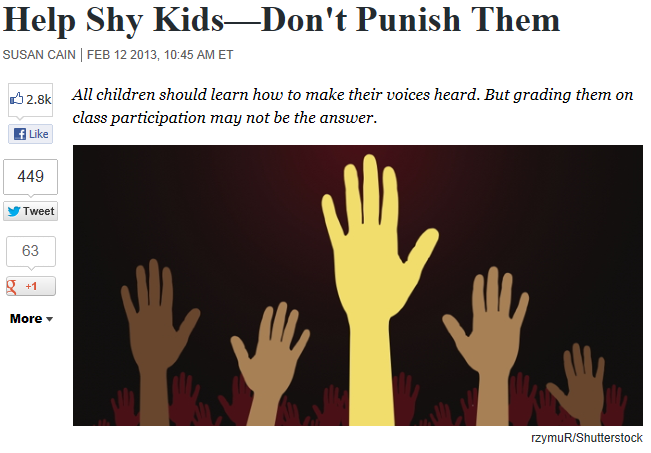 Help Shy Kids—Don't Punish Them
SUSAN CAIN | FEB 12 2013, 10:45 AM ET
2.8k
Like
All children should learn how to make their voices heard. But grading them on
class participation may not be the answer.
449
Tweet
63
+1
More
rzymuR/Shutterstock